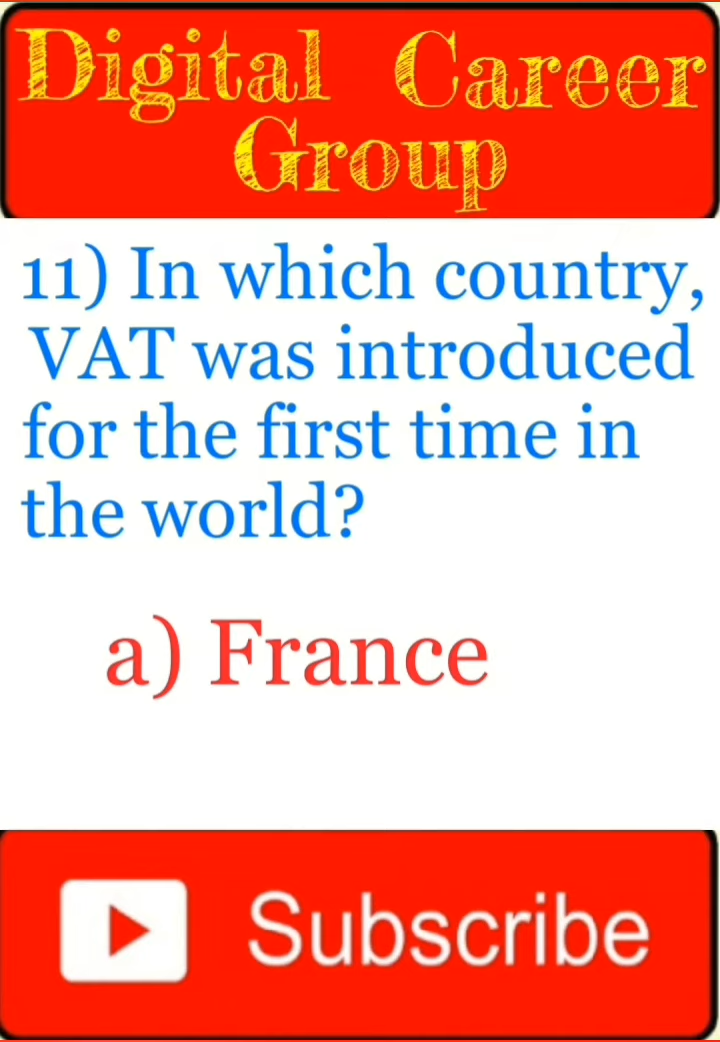 Digital Career
Group
11) In which country,
VAT was introduced
for the first time in
the world?
a) France
Subscribe